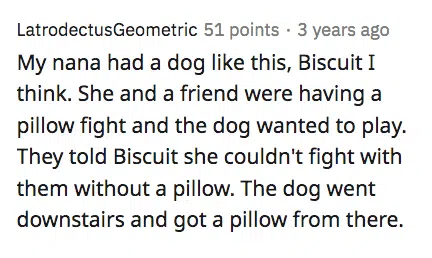 LatrodectusGeometric 51 points · 3 years ago
My nana had a dog like this, Biscuit I
think. She and a friend were having a
pillow fight and the dog wanted to play.
They told Biscuit she couldn't fight with
them without a pillow. The dog went
downstairs and got a pillow from there.